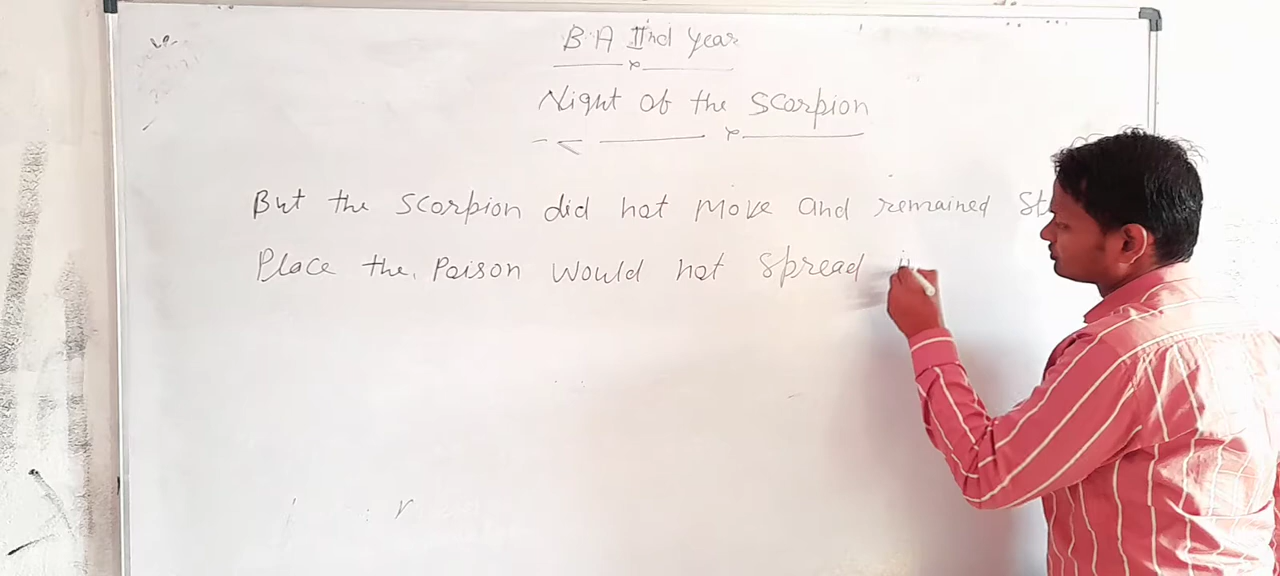 B.A IInd Year
Night of the Scorpion
But the scorpion did not move and remained
Place the Poison would not spread